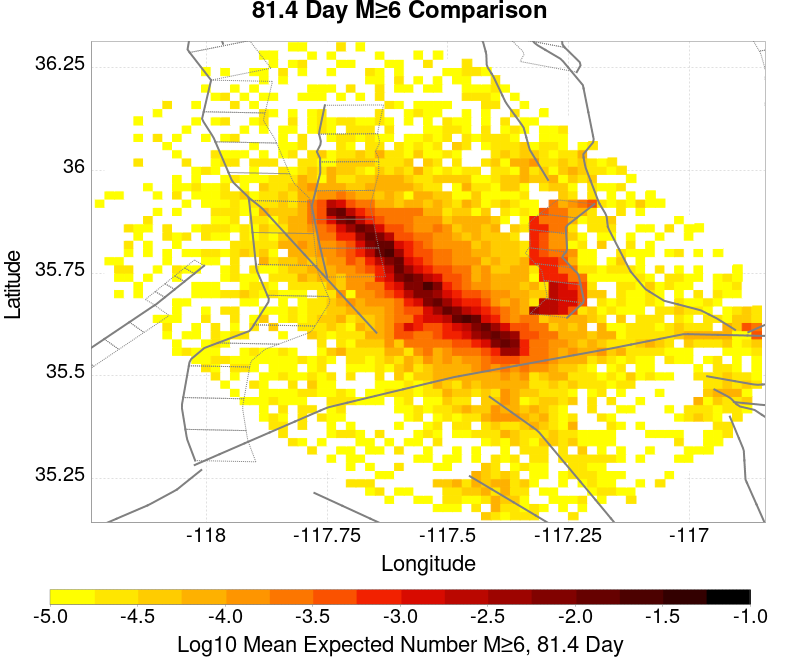 81.4 Day M≥6 Comparison
36.25
36
35.75
35.5
35.25
Latitude
-118 -117.75 -117.5 -117.25 -117
Longitude
-5.0 -4.5 -4.0 -3.5 -3.0 -2.5 -2.0 -1.5 -1.0
Log10 Mean Expected Number M≥6, 81.4 Day